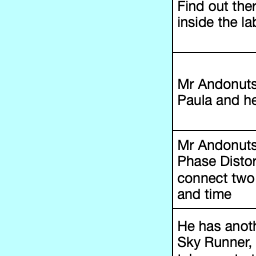 Find out ther
inside the lab
Mr Andonuts
Paula and he
Mr Andonuts
Phase Distor
connect two
and time
He has anoth
Sky Runner,